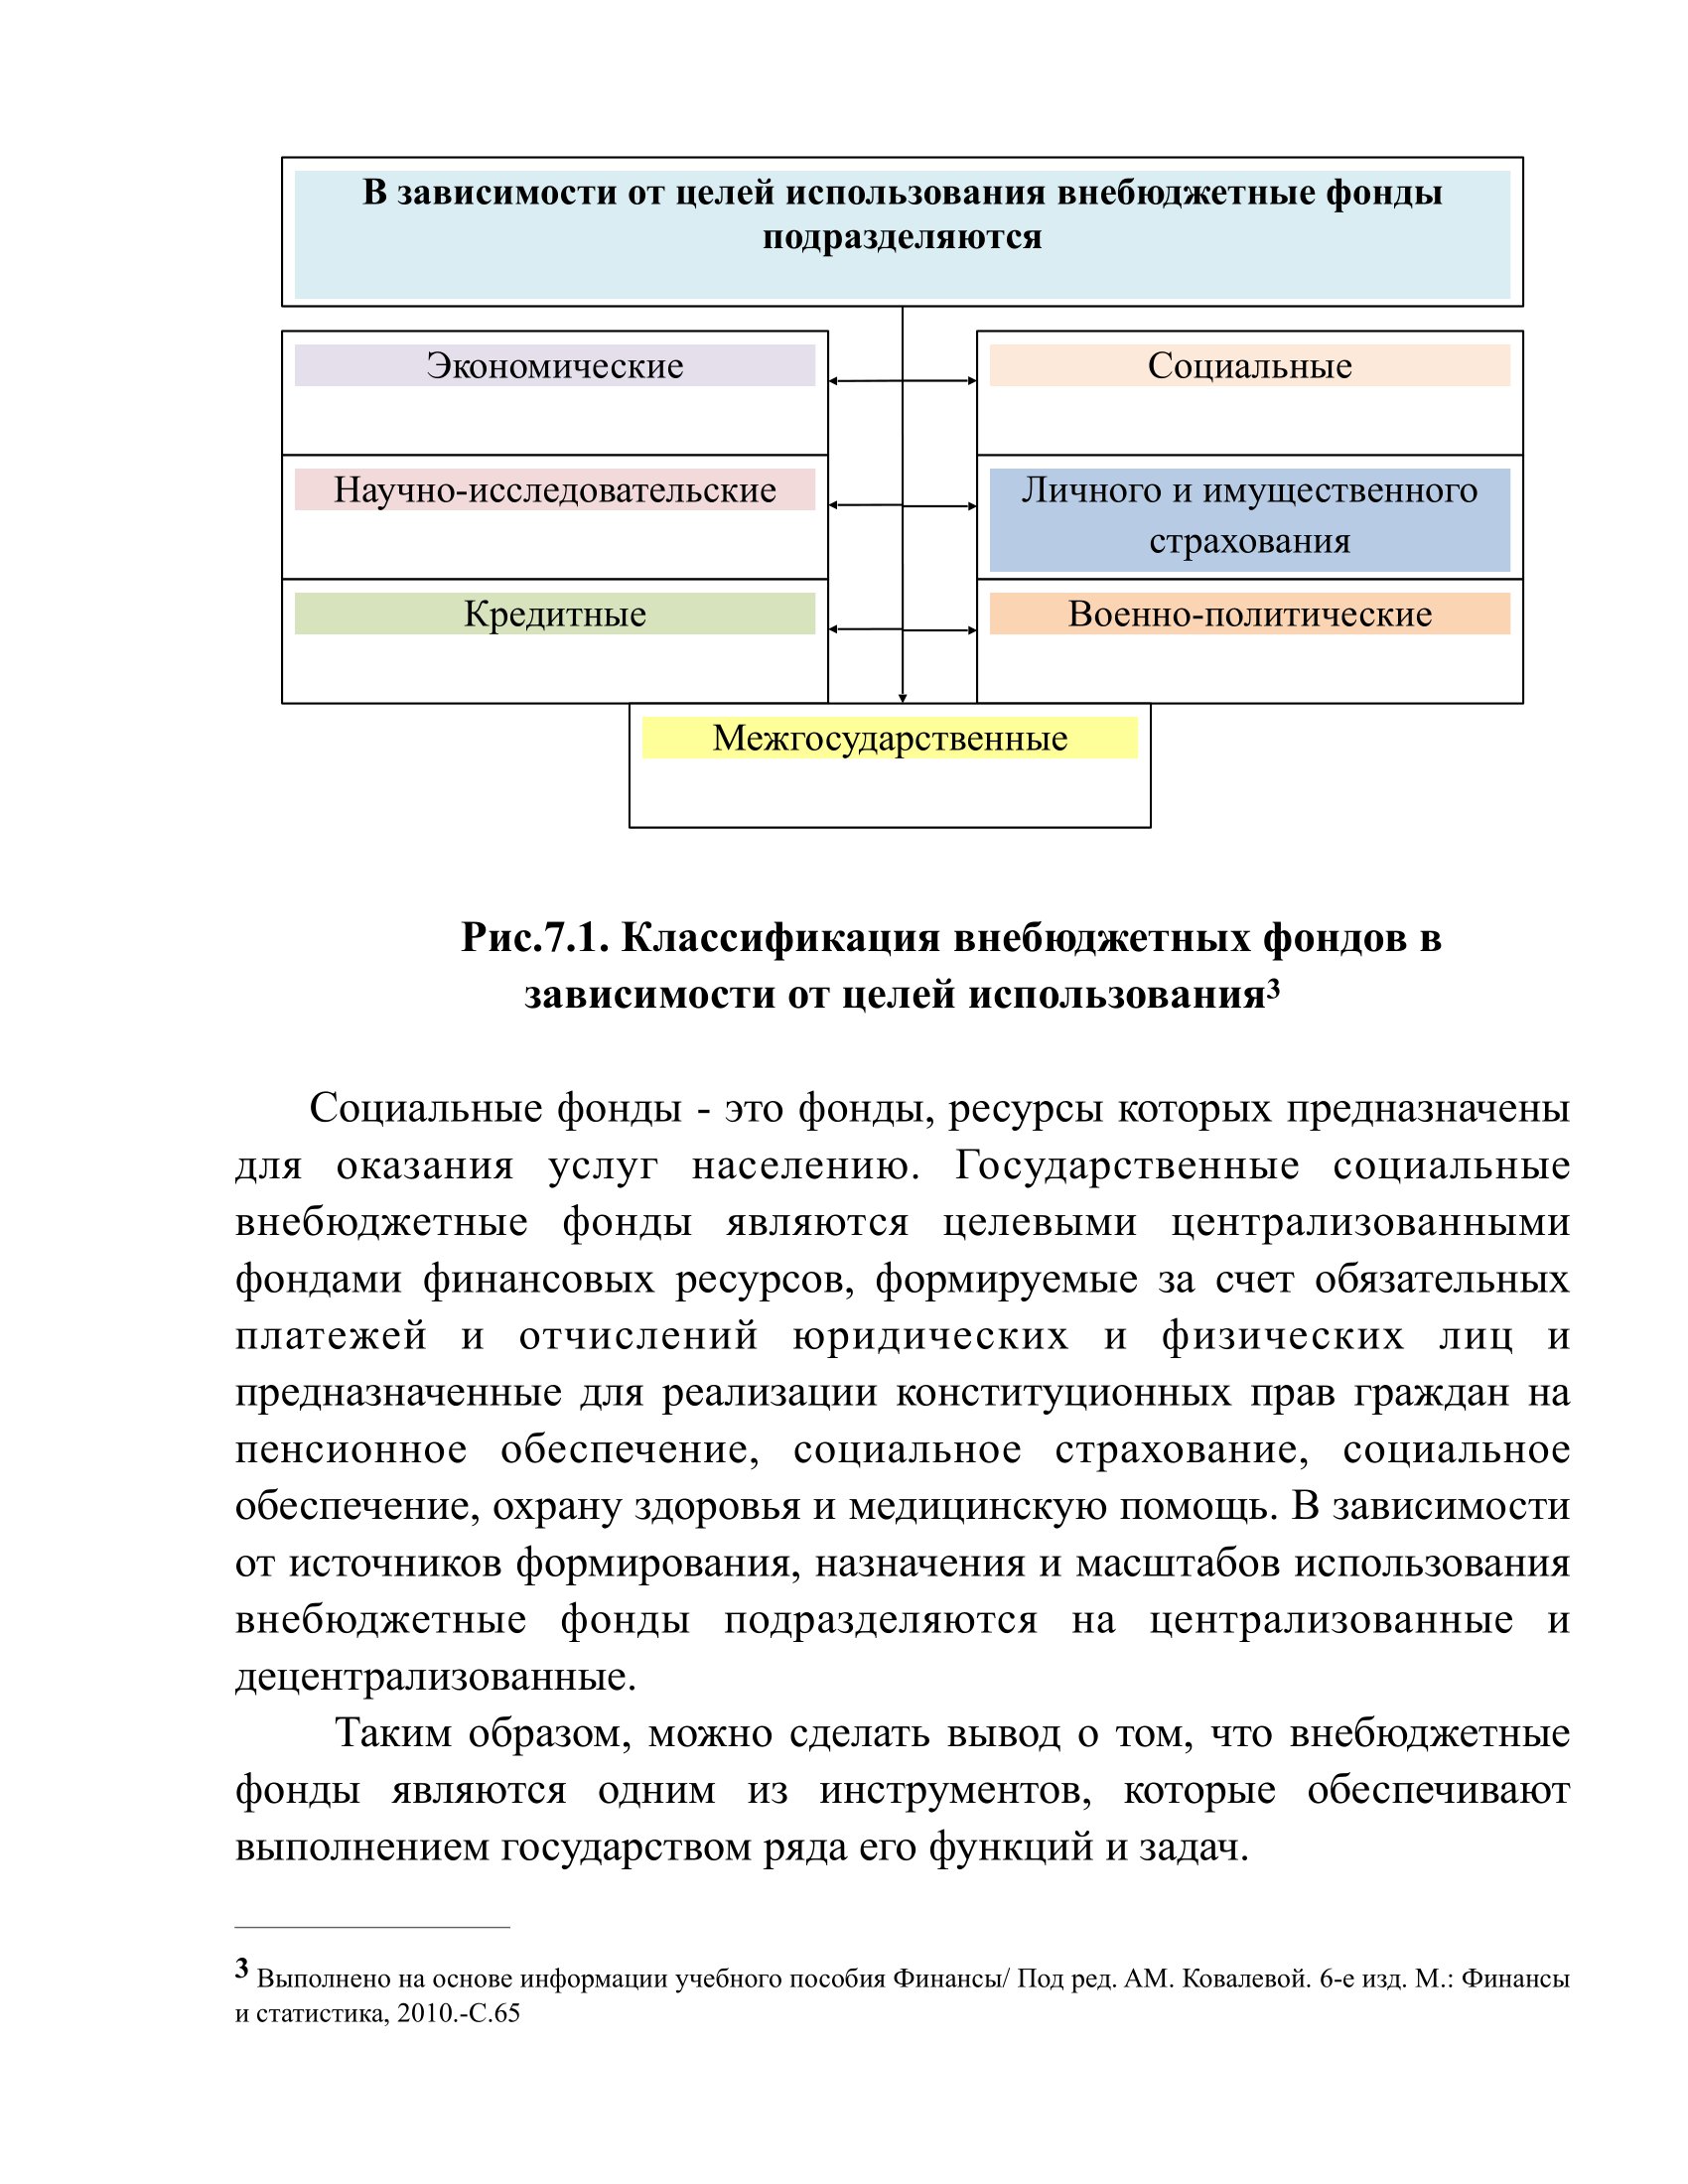 В зависимости от целей использования внебюджетные фонды
подразделяются
Экономические
Социальные
Научно-исследовательские
Личного и имущественного
страхования
Кредитные
Военно-политические
Межгосударственные
Рис.7.1. Классификация внебюджетных фондов в
зависимости от целей использования3
Социальные фонды - это фонды, ресурсы которых предназначены
для оказания услуг населению. Государственные социальные
внебюджетные фонды являются целевыми централизованными
фондами финансовых ресурсов, формируемые за счет обязательных
платежей и отчислений юридических и физических лиц и
предназначенные для реализации конституционных прав граждан на
пенсионное обеспечение, социальное страхование, социальное
обеспечение, охрану здоровья и медицинскую помощь. В зависимости
от источников формирования, назначения и масштабов использования
внебюджетные фонды подразделяются на централизованные и
децентрализованные.
Таким образом, можно сделать вывод о том, что внебюджетные
фонды являются одним из инструментов, которые обеспечивают
выполнением государством ряда его функций и задач.
3 Выполнено на основе информации учебного пособия Финансы/ Под ред. АМ. Ковалевой. 6-е изд. М.: Финансы
и статистика, 2010.-С.65